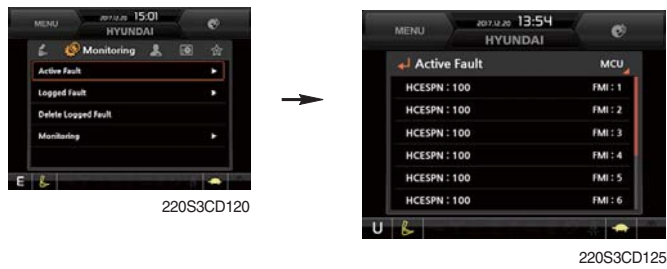 MENU 2017.12.20 15:01
HYUNDAI
Monitoring
Active Fault
Logged Fault
Delete Logged Fault
Monitoring
E
220S3CD120
MENU 2017.12.20 13:54
HYUNDAI
Active Fault MCU
HCESPN : 100 FMI : 1
HCESPN : 100 FMI : 2
HCESPN : 100 FMI : 3
HCESPN : 100 FMI : 4
HCESPN : 100 FMI : 5
HCESPN : 100 FMI : 6
U
220S3CD125